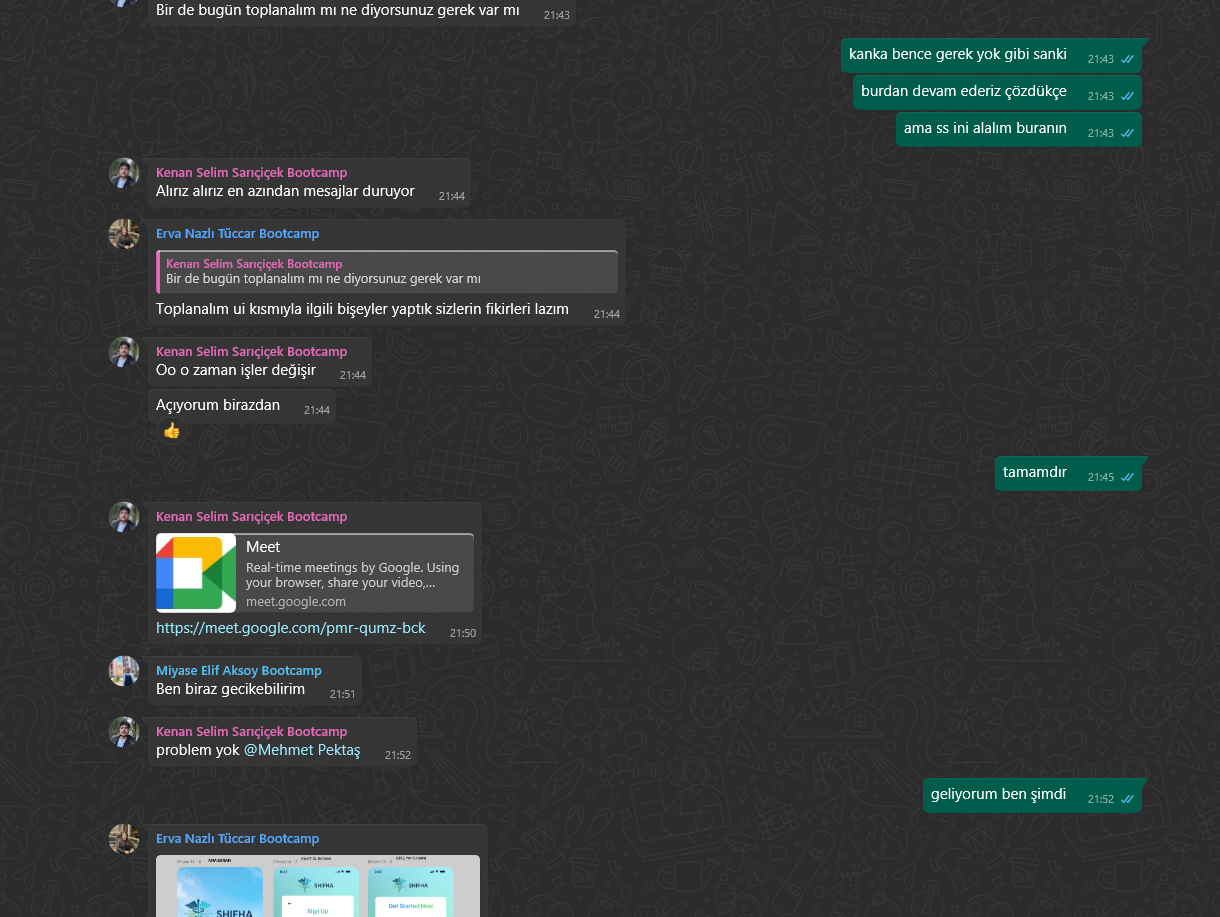 Bir de bugün toplanalım mı ne diyorsunuz gerek var mı 21:43
kanka bence gerek yok gibi sanki 21:43
burdan devam ederiz çözdükçe 21:43
ama ss ini alalım buranın 21:43
Kenan Selim Sarıçiçek Bootcamp
Alırız alırız en azından mesajlar duruyor 21:44
Erva Nazlı Tüccar Bootcamp
Kenan Selim Sarıçiçek Bootcamp
Bir de bugün toplanalım mı ne diyorsunuz gerek var mı
Toplanalım ui kısmıyla ilgili bişeyler yaptık sizlerin fikirleri lazım 21:44
Kenan Selim Sarıçiçek Bootcamp
Oo o zaman işler değişir 21:44
Açıyorum birazdan 21:44
👍
tamamdır 21:45
Kenan Selim Sarıçiçek Bootcamp
Meet
Real-time meetings by Google. Using
your browser, share your video,...
meet.google.com
https://meet.google.com/pmr-qumz-bck 21:50
Miyase Elif Aksoy Bootcamp
Ben biraz gecikebilirim 21:51
Kenan Selim Sarıçiçek Bootcamp
problem yok @Mehmet Pektaş 21:52
geliyorum ben şimdi 21:52
Erva Nazlı Tüccar Bootcamp
SHIFHA
SHIFHA
SHIFHA
Sign Up
Get Started Now